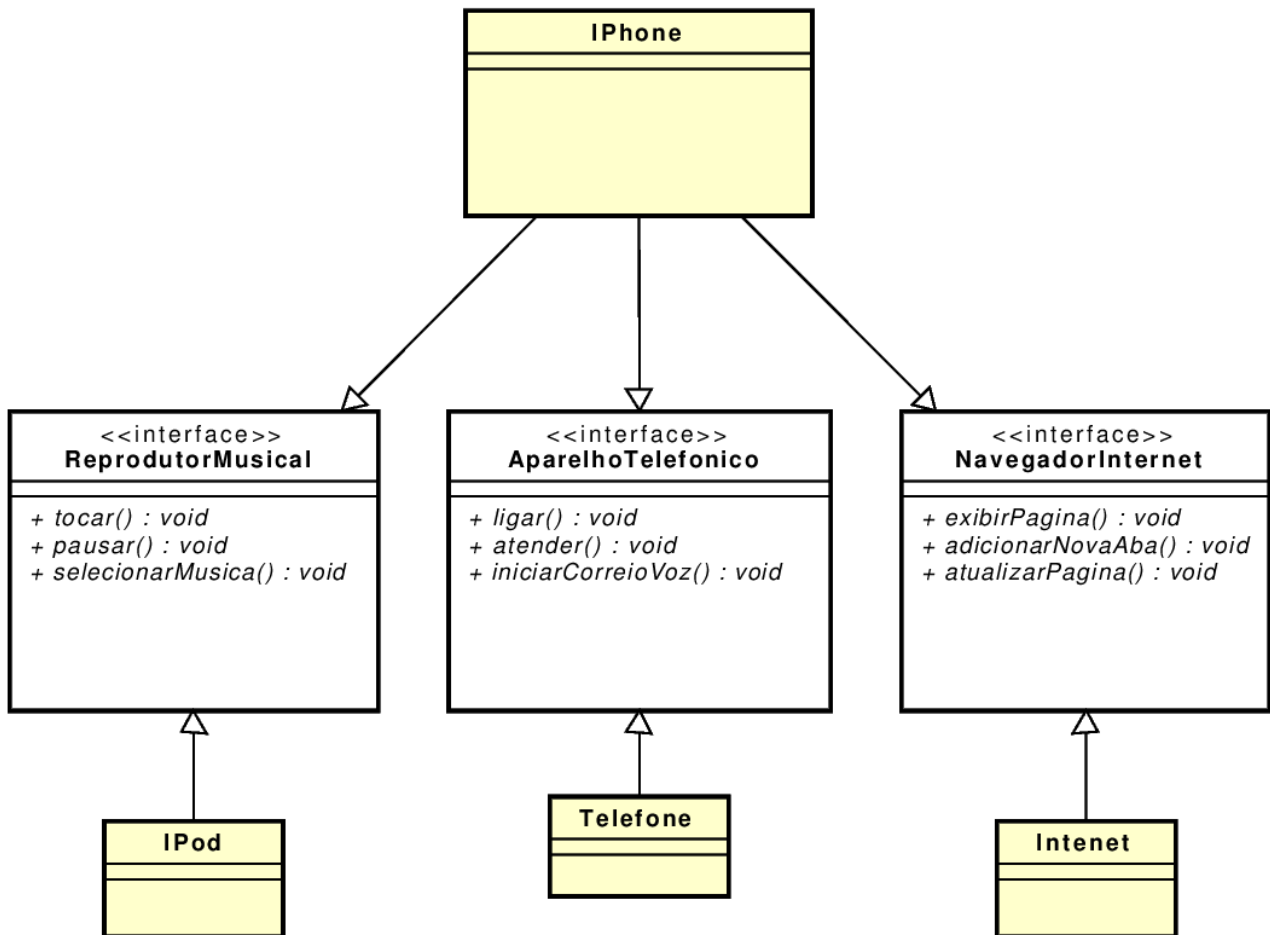 IPhone
<<interface>>
ReprodutorMusical
+ tocar() : void
+ pausar() : void
+ selecionarMusica() : void
<<interface>>
AparelhoTelefonico
+ ligar() : void
+ atender() : void
+ iniciarCorreioVoz() : void
<<interface>>
NavegadorInternet
+ exibirPagina() : void
+ adicionarNovaAba() : void
+ atualizarPagina() : void
IPod
Telefone
Intenet